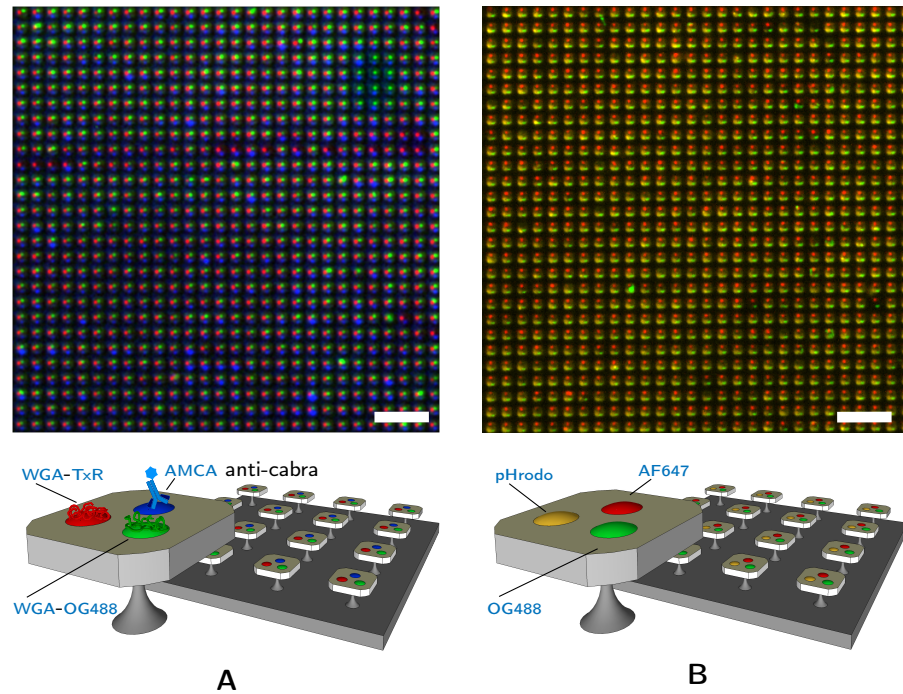 WGA-TxR
AMCA anti-cabra
WGA-OG488
pHrodo
AF647
OG488
A
B